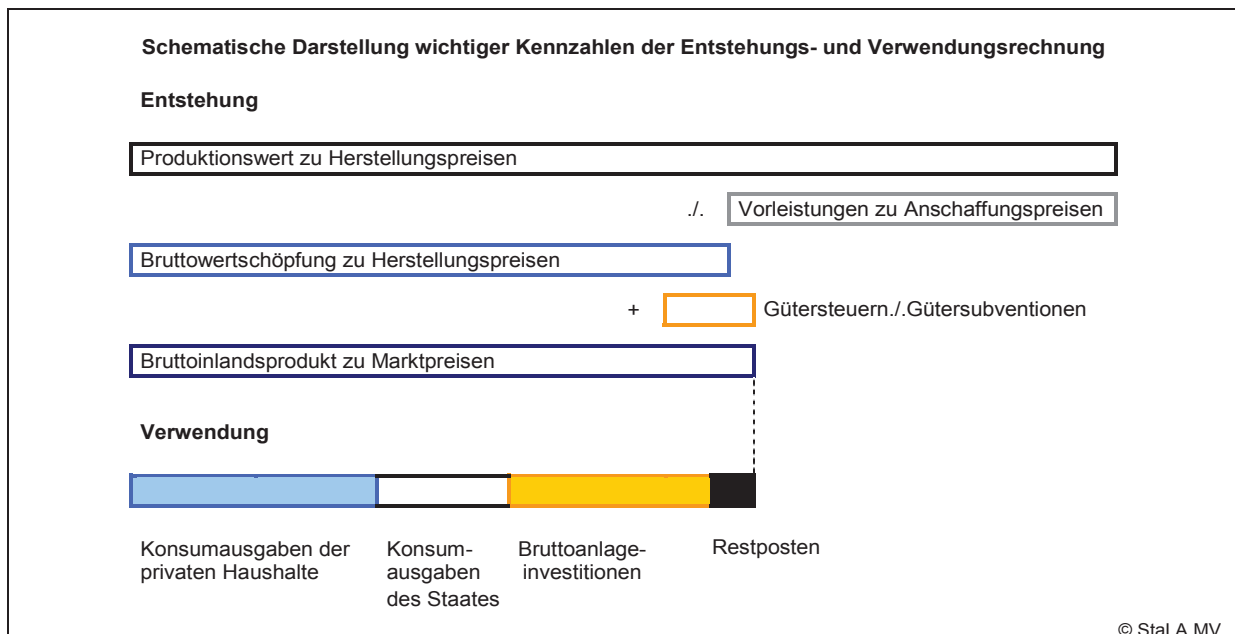 Schematische Darstellung wichtiger Kennzahlen der Entstehungs- und Verwendungsrechnung
Entstehung
Produktionswert zu Herstellungspreisen
./. Vorleistungen zu Anschaffungspreisen
Bruttowertschöpfung zu Herstellungspreisen
+ Gütersteuern./.Gütersubventionen
Bruttoinlandsprodukt zu Marktpreisen
Verwendung
Konsumausgaben der
privaten Haushalte
Konsum-
ausgaben
des Staates
Bruttoanlage-
investitionen
Restposten
© StaLA MV